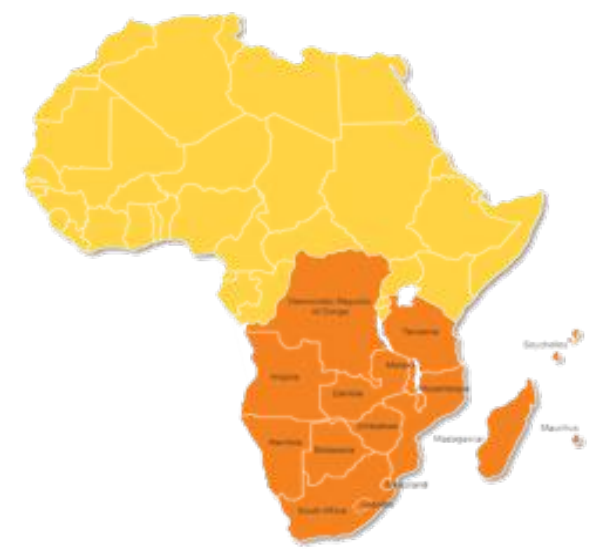 Democratic Republic
of Congo
Tanzania
Seychelles
Malawi
Angola
Mozambique
Zambia
Zimbabwe
Mauritius
Madagascar
Namibia
Botswana
Swaziland
Lesotho
South Africa